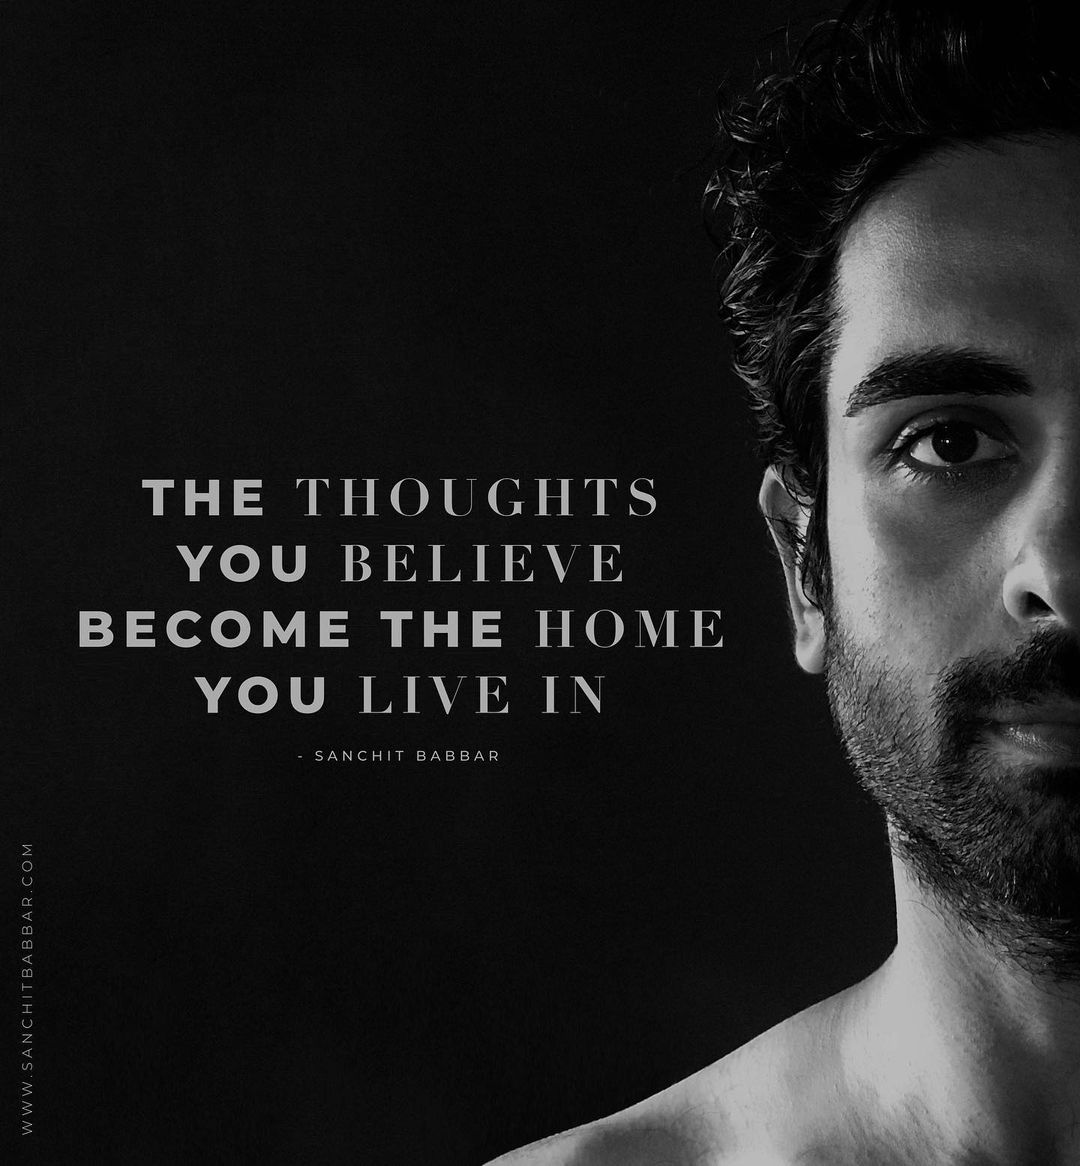 THE THOUGHTS
YOU BELIEVE
BECOME THE HOME
YOU LIVE IN
- SANCHIT BABBAR
WWW.SANCHITBABBAR.COM